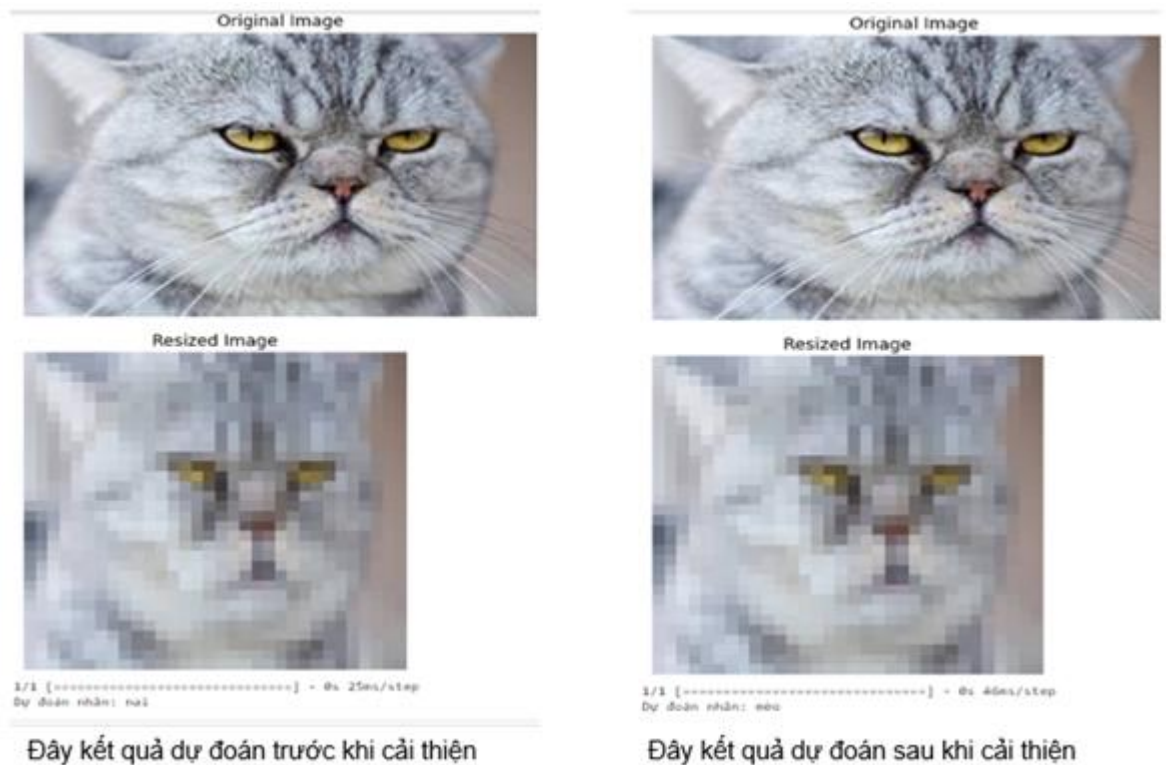 Original Image
Resized Image
1/1 [==============================] - 0s 25ms/step
Dự đoán nhãn: nai
Đây kết quả dự đoán trước khi cải thiện
Original Image
Resized Image
1/1 [==============================] - 0s 46ms/step
Dự đoán nhãn: mèo
Đây kết quả dự đoán sau khi cải thiện